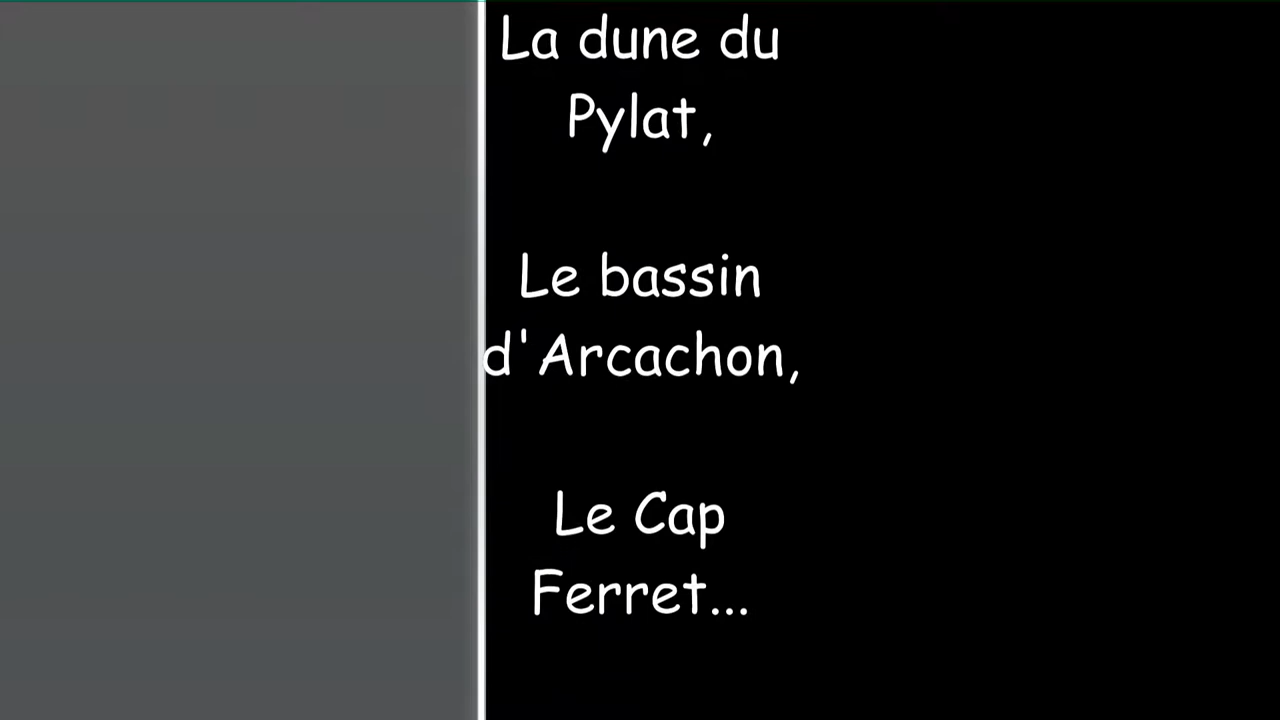 La dune du
Pylat,
Le bassin
d'Arcachon,
Le Cap
Ferret...